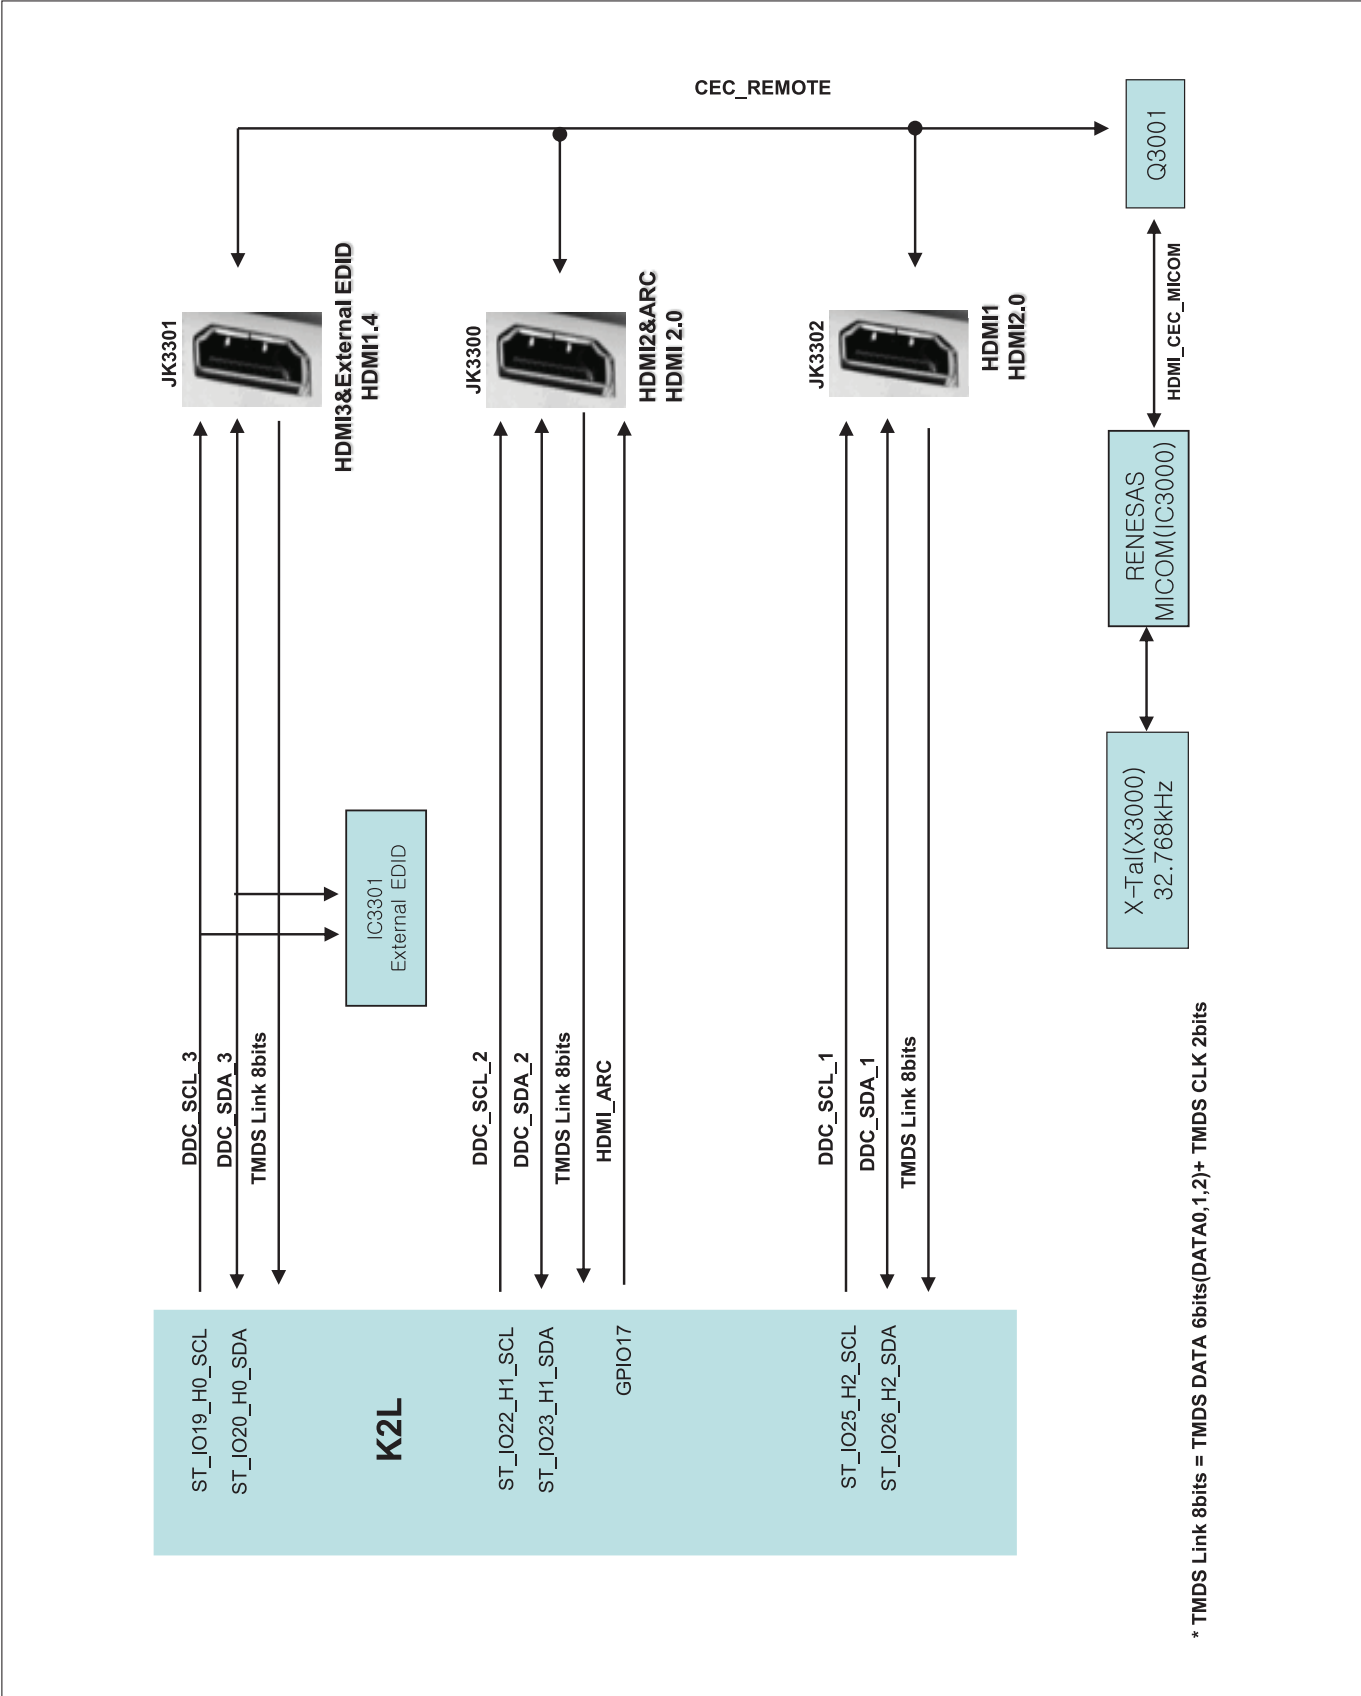 CEC_REMOTE
Q3001
HDMI_CEC_MICOM
RENESAS
MICOM(IC3000)
X-Tal(X3000)
32.768kHz
JK3301
HDMI3&External EDID
HDMI1.4
JK3300
HDMI2&ARC
HDMI 2.0
JK3302
HDMI1
HDMI2.0
IC3301
External EDID
DDC_SCL_3
DDC_SDA_3
TMDS Link 8bits
DDC_SCL_2
DDC_SDA_2
TMDS Link 8bits
HDMI_ARC
DDC_SCL_1
DDC_SDA_1
TMDS Link 8bits
ST_IO19_H0_SCL
ST_IO20_H0_SDA
K2L
ST_IO22_H1_SCL
ST_IO23_H1_SDA
GPIO17
ST_IO25_H2_SCL
ST_IO26_H2_SDA
* TMDS Link 8bits = TMDS DATA 6bits(DATA0,1,2)+ TMDS CLK 2bits